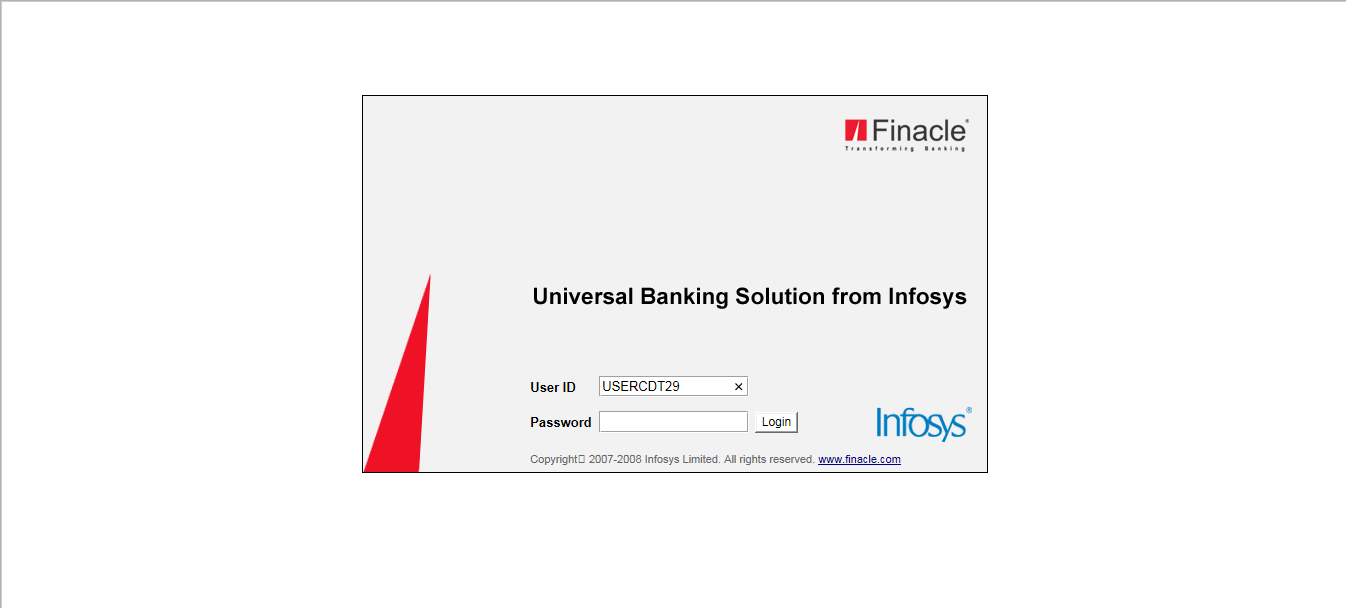 Finacle®
Transforming Banking
Universal Banking Solution from Infosys
User ID USERCDT29 ×
Password Login
Infosys®
Copyright□ 2007-2008 Infosys Limited. All rights reserved. www.finacle.com